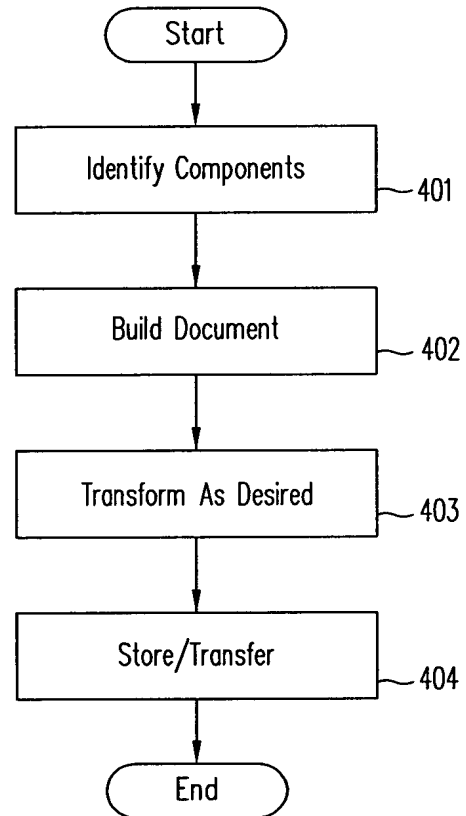 Start
Identify Components
401
Build Document
402
Transform As Desired
403
Store/Transfer
404
End